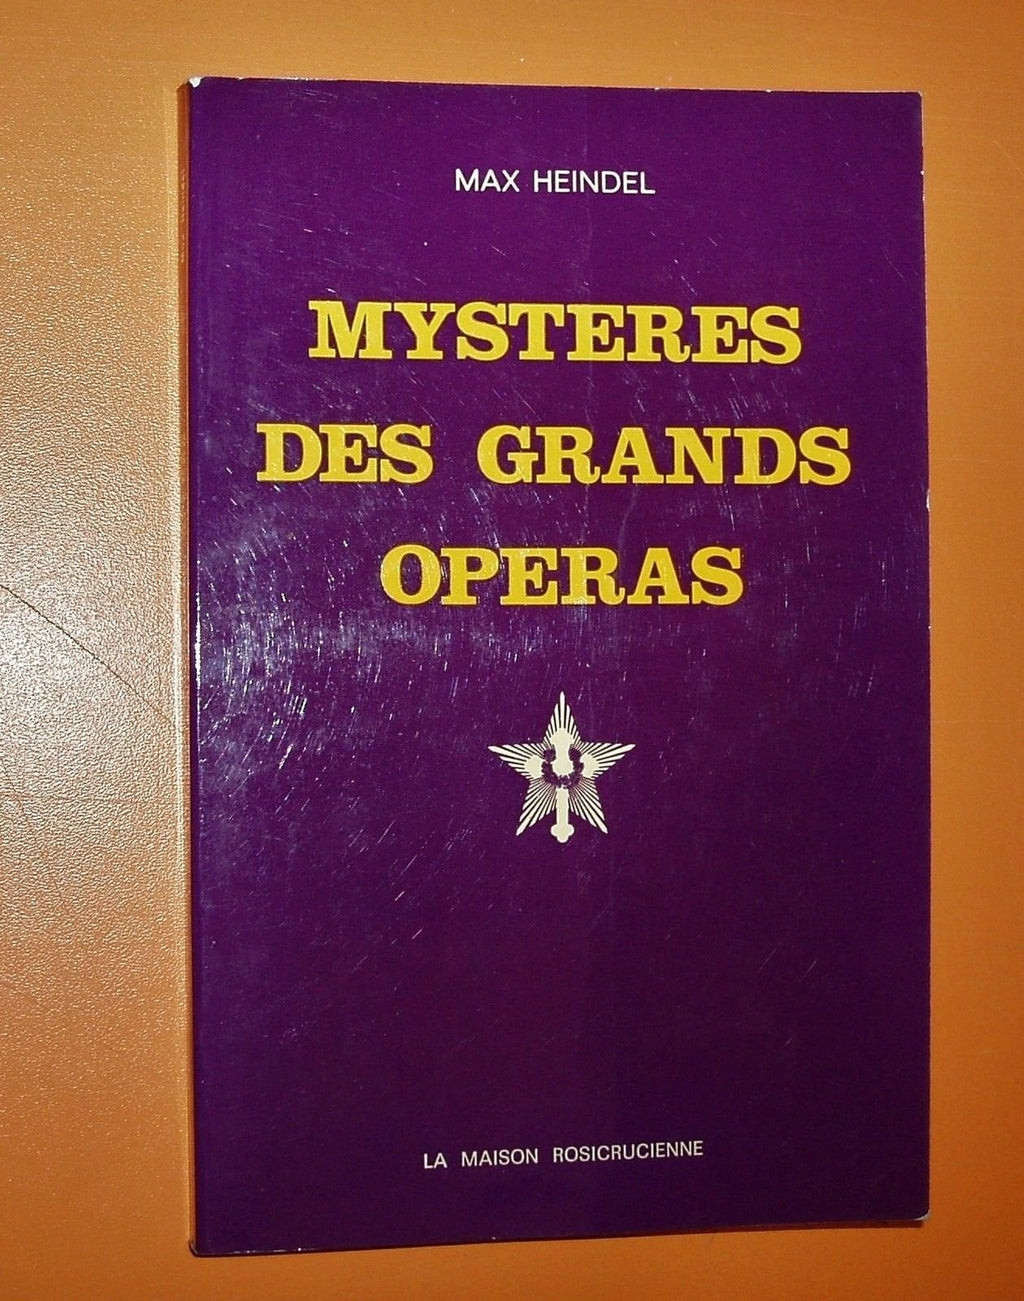 MAX HEINDEL
MYSTERES
DES GRANDS
OPERAS
LA MAISON ROSICRUCIENNE